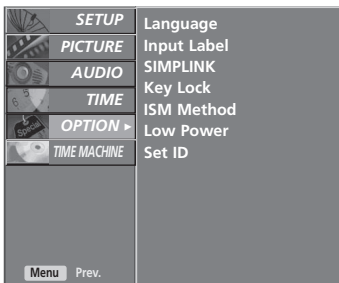 SETUP
PICTURE
AUDIO
TIME
OPTION ►
TIME MACHINE
Menu Prev.
Language
Input Label
SIMPLINK
Key Lock
ISM Method
Low Power
Set ID